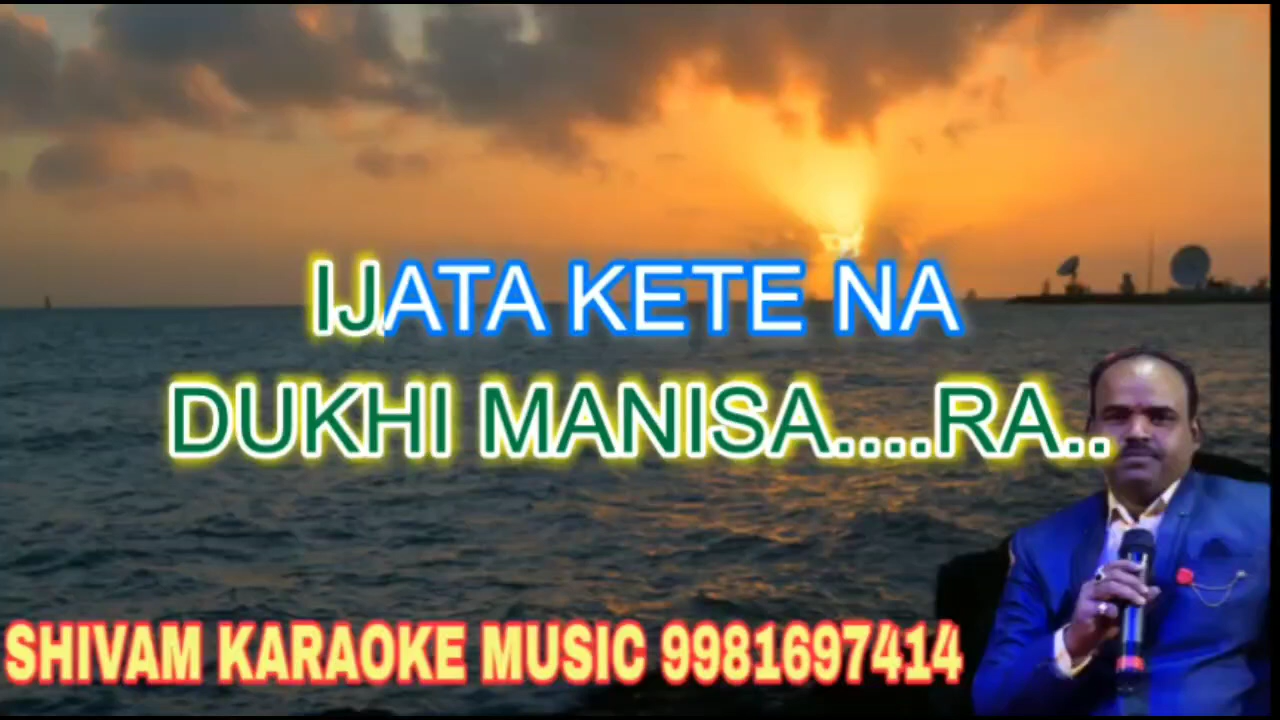 IJATA KETE NA
DUKHI MANISA....RA..
SHIVAM KARAOKE MUSIC 9981697414